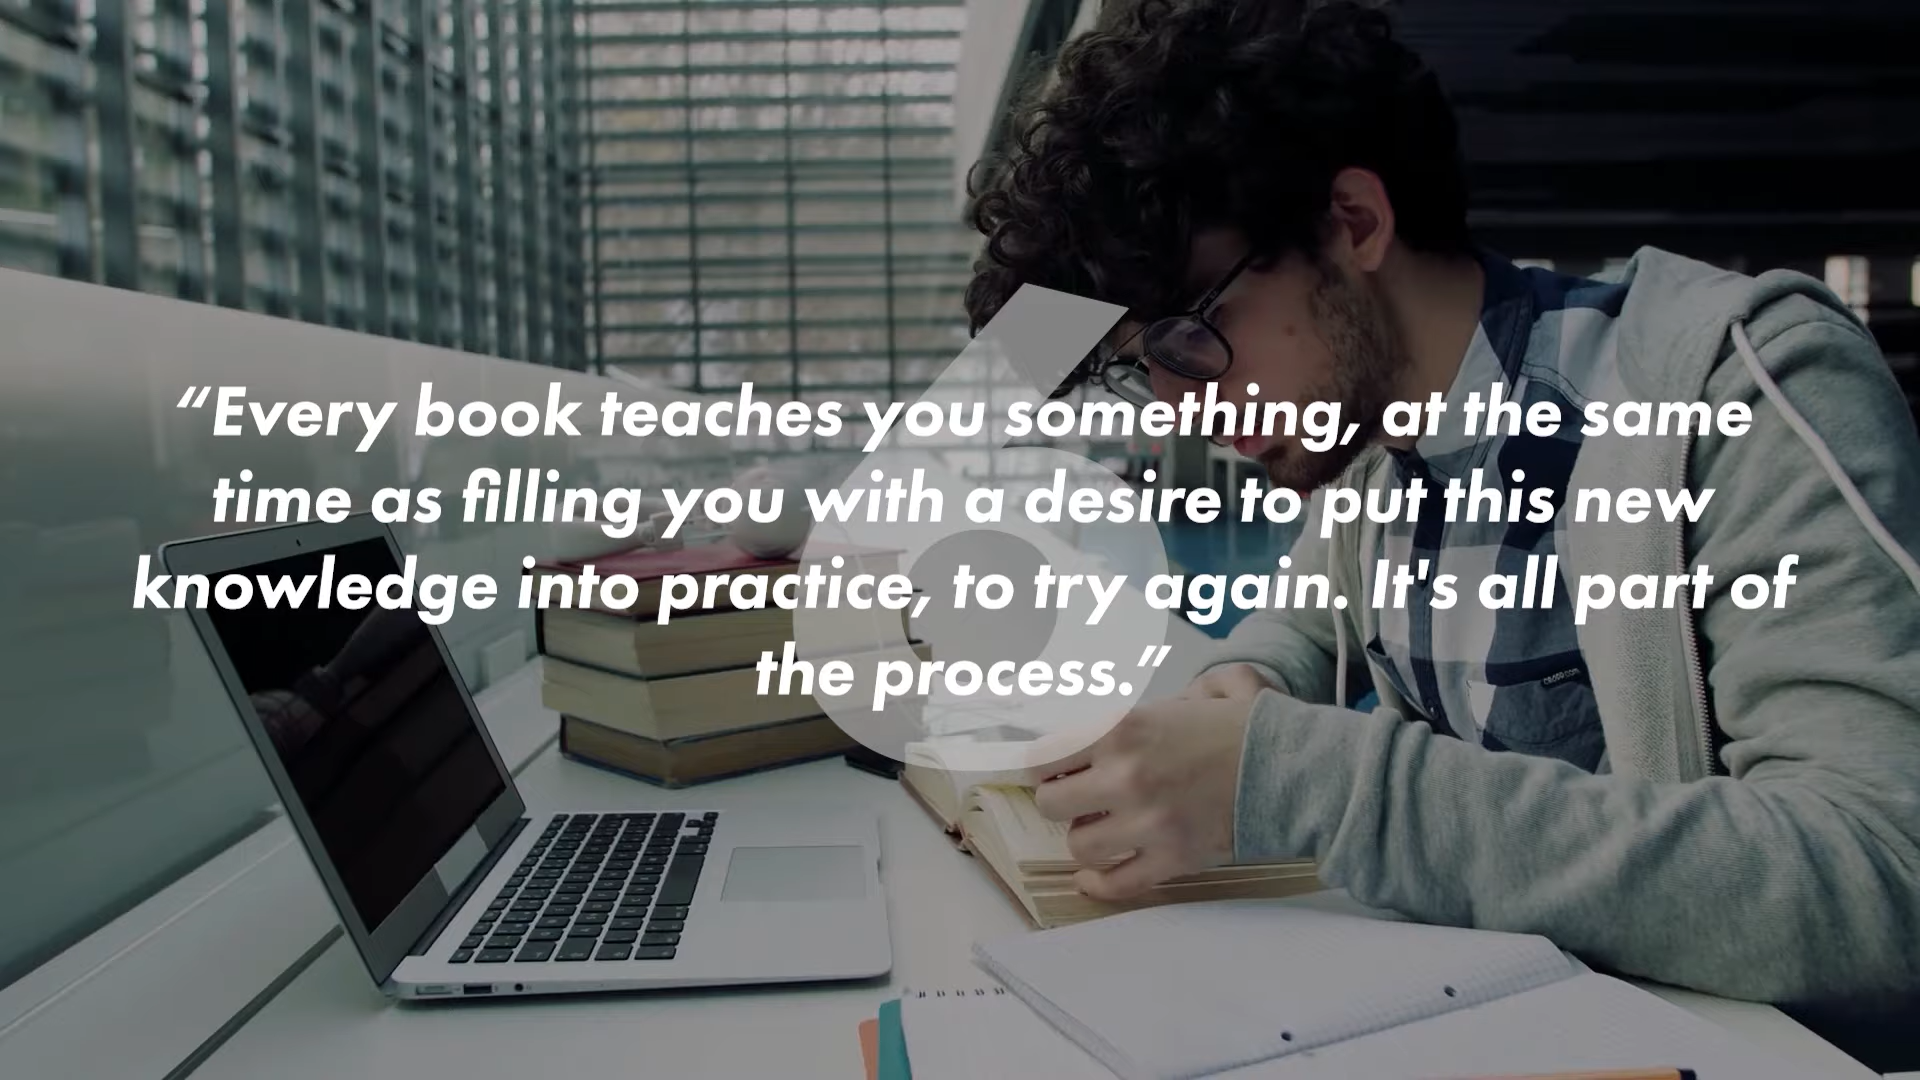 “Every book teaches you something, at the same
time as filling you with a desire to put this new
knowledge into practice, to try again. It's all part of
the process.”
6